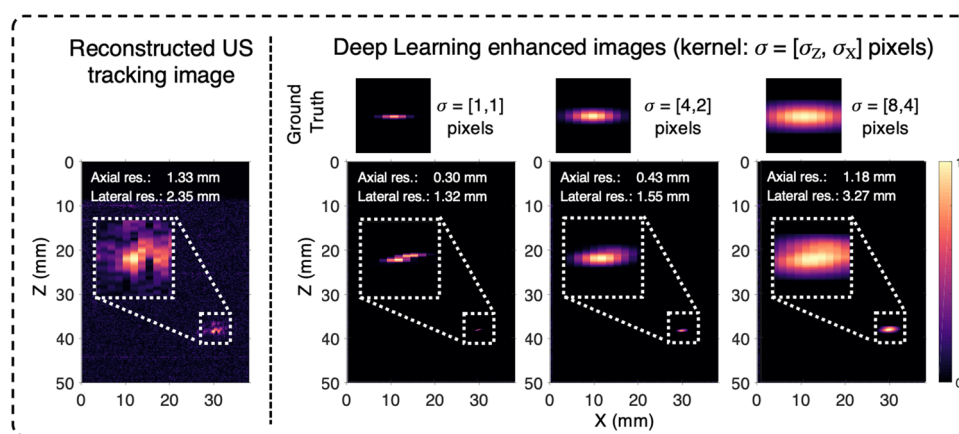 Reconstructed US
tracking image
Deep Learning enhanced images (kernel: σ = [σZ, σX] pixels)
Ground
Truth
σ = [1,1]
pixels
σ = [4,2]
pixels
σ = [8,4]
pixels
Axial res.: 1.33 mm
Lateral res.: 2.35 mm
Axial res.: 0.30 mm
Lateral res.: 1.32 mm
Axial res.: 0.43 mm
Lateral res.: 1.55 mm
Axial res.: 1.18 mm
Lateral res.: 3.27 mm
Z (mm)
0
10
20
30
40
50
0 10 20 30
Z (mm)
0
10
20
30
40
50
0 10 20 30
0 10 20 30
0 10 20 30
X (mm)
1
0